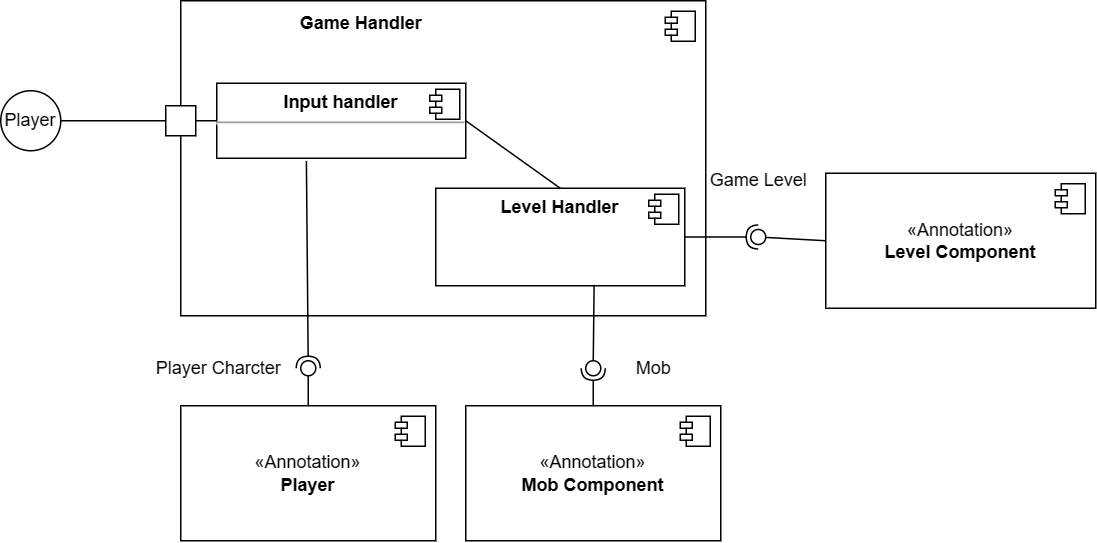 Game Handler
Input handler
Player
Level Handler
Game Level
«Annotation»
Level Component
Player Charcter
Mob
«Annotation»
Player
«Annotation»
Mob Component